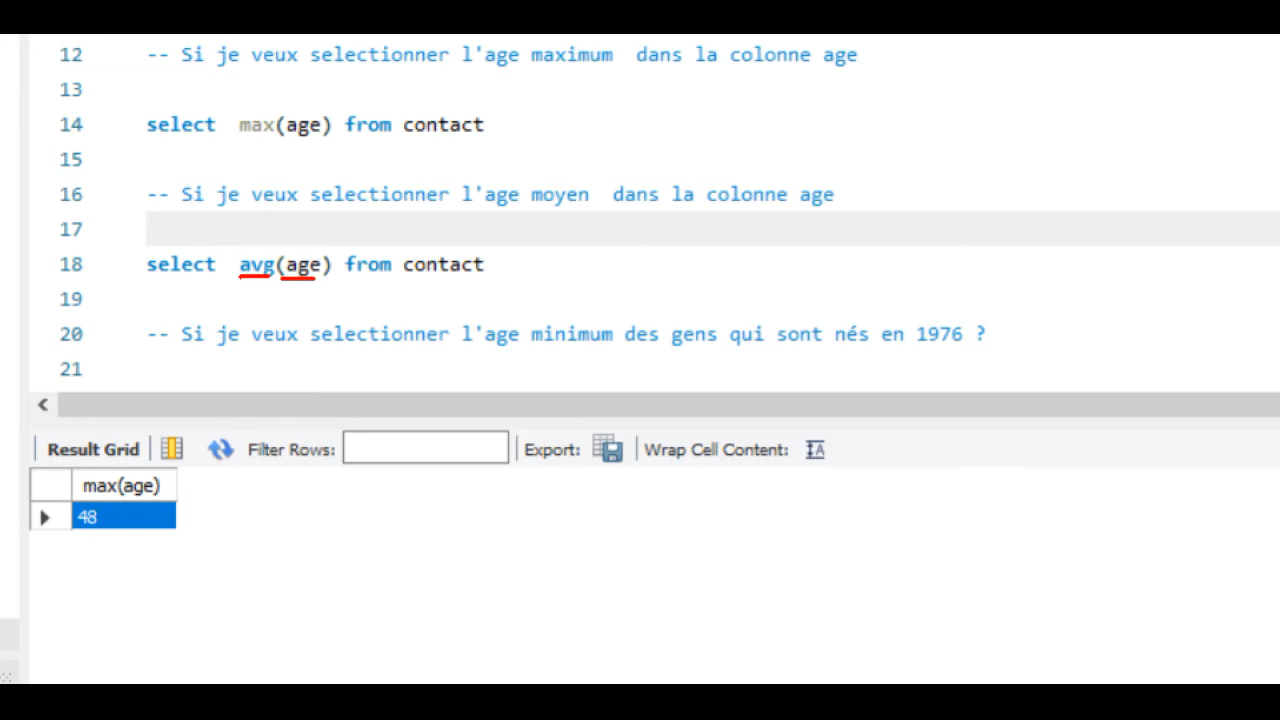 12 -- Si je veux selectionner l'age maximum  dans la colonne age
13
14 select  max(age) from contact
15
16 -- Si je veux selectionner l'age moyen  dans la colonne age
17
18 select  avg(age) from contact
19
20 -- Si je veux selectionner l'age minimum des gens qui sont nés en 1976 ?
21
Result Grid Filter Rows: Export: Wrap Cell Content:
max(age)
48